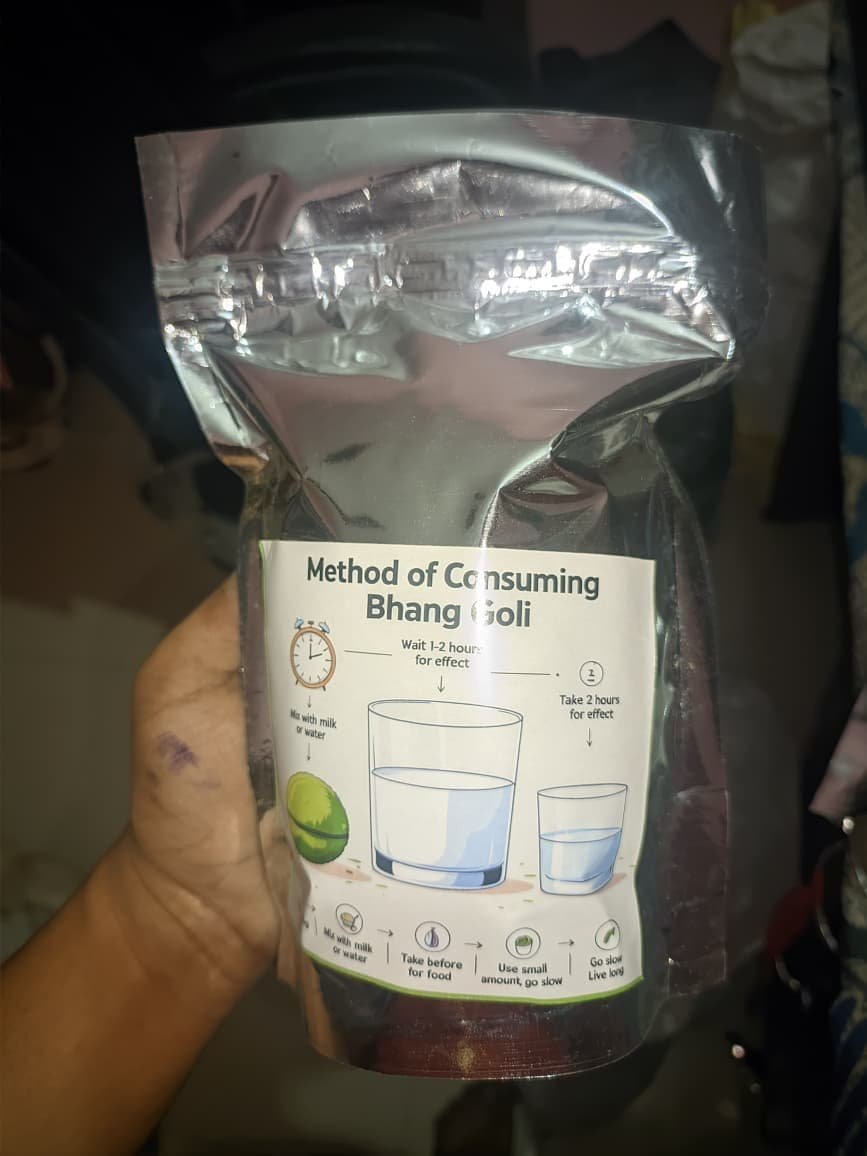 Method of Consuming
Bhang Goli
Wait 1-2 hours
for effect
Take 2 hours
for effect
Mix with milk
or water
Mix with milk
or water
Take before
for food
Use small
amount, go slow
Go slow
Live long